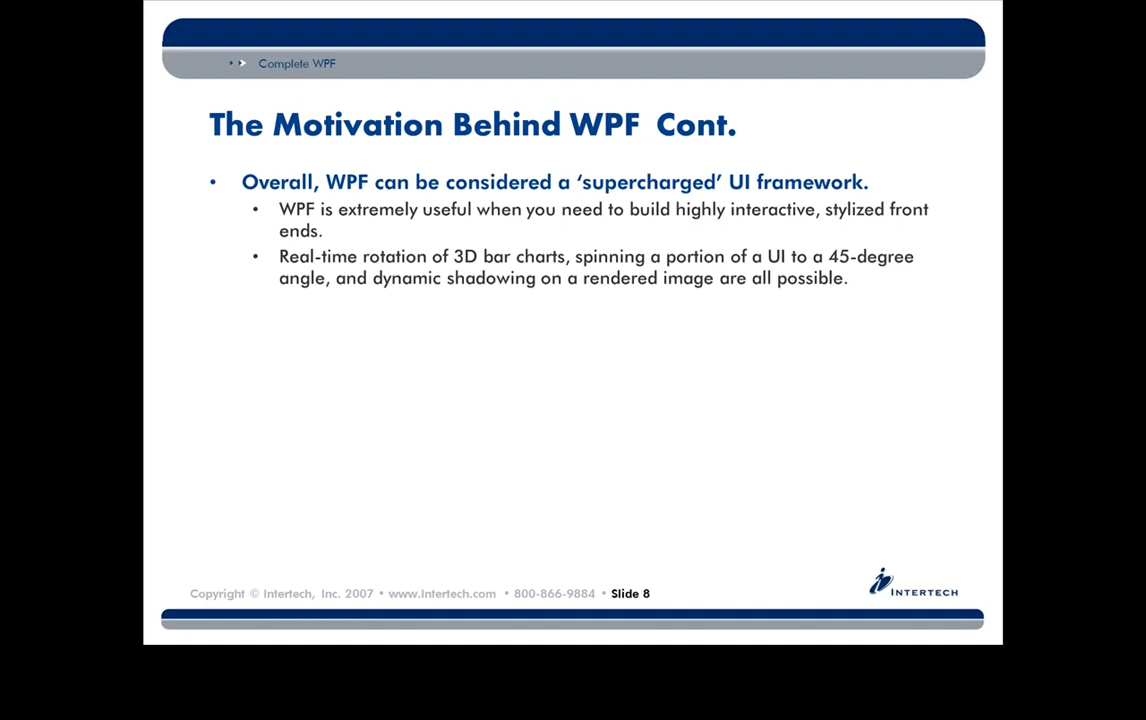 Complete WPF
The Motivation Behind WPF Cont.
• Overall, WPF can be considered a ‘supercharged’ UI framework.
• WPF is extremely useful when you need to build highly interactive, stylized front
ends.
• Real-time rotation of 3D bar charts, spinning a portion of a UI to a 45-degree
angle, and dynamic shadowing on a rendered image are all possible.
Copyright © Intertech, Inc. 2007 • www.Intertech.com • 800-866-9884 • Slide 8
INTERTECH